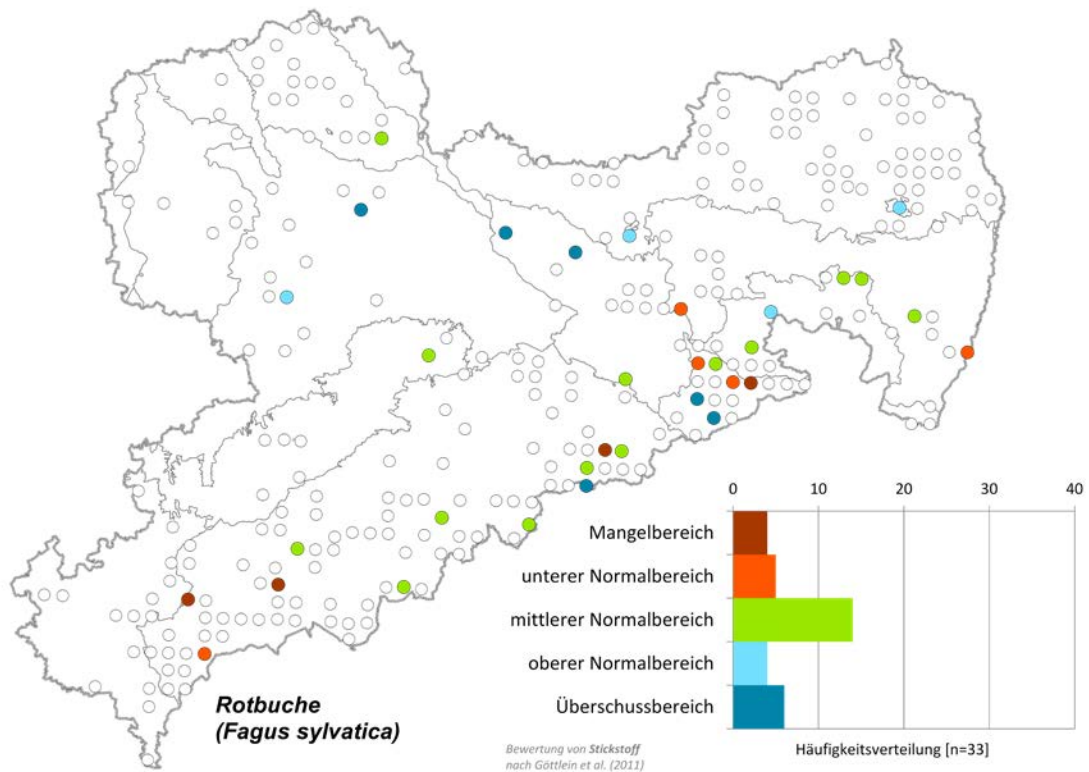 0 10 20 30 40
Mangelbereich
unterer Normalbereich
mittlerer Normalbereich
oberer Normalbereich
Überschussbereich
Rotbuche
(Fagus sylvatica)
Bewertung von Stickstoff
nach Göttlein et al. (2011)
Häufigkeitsverteilung [n=33]